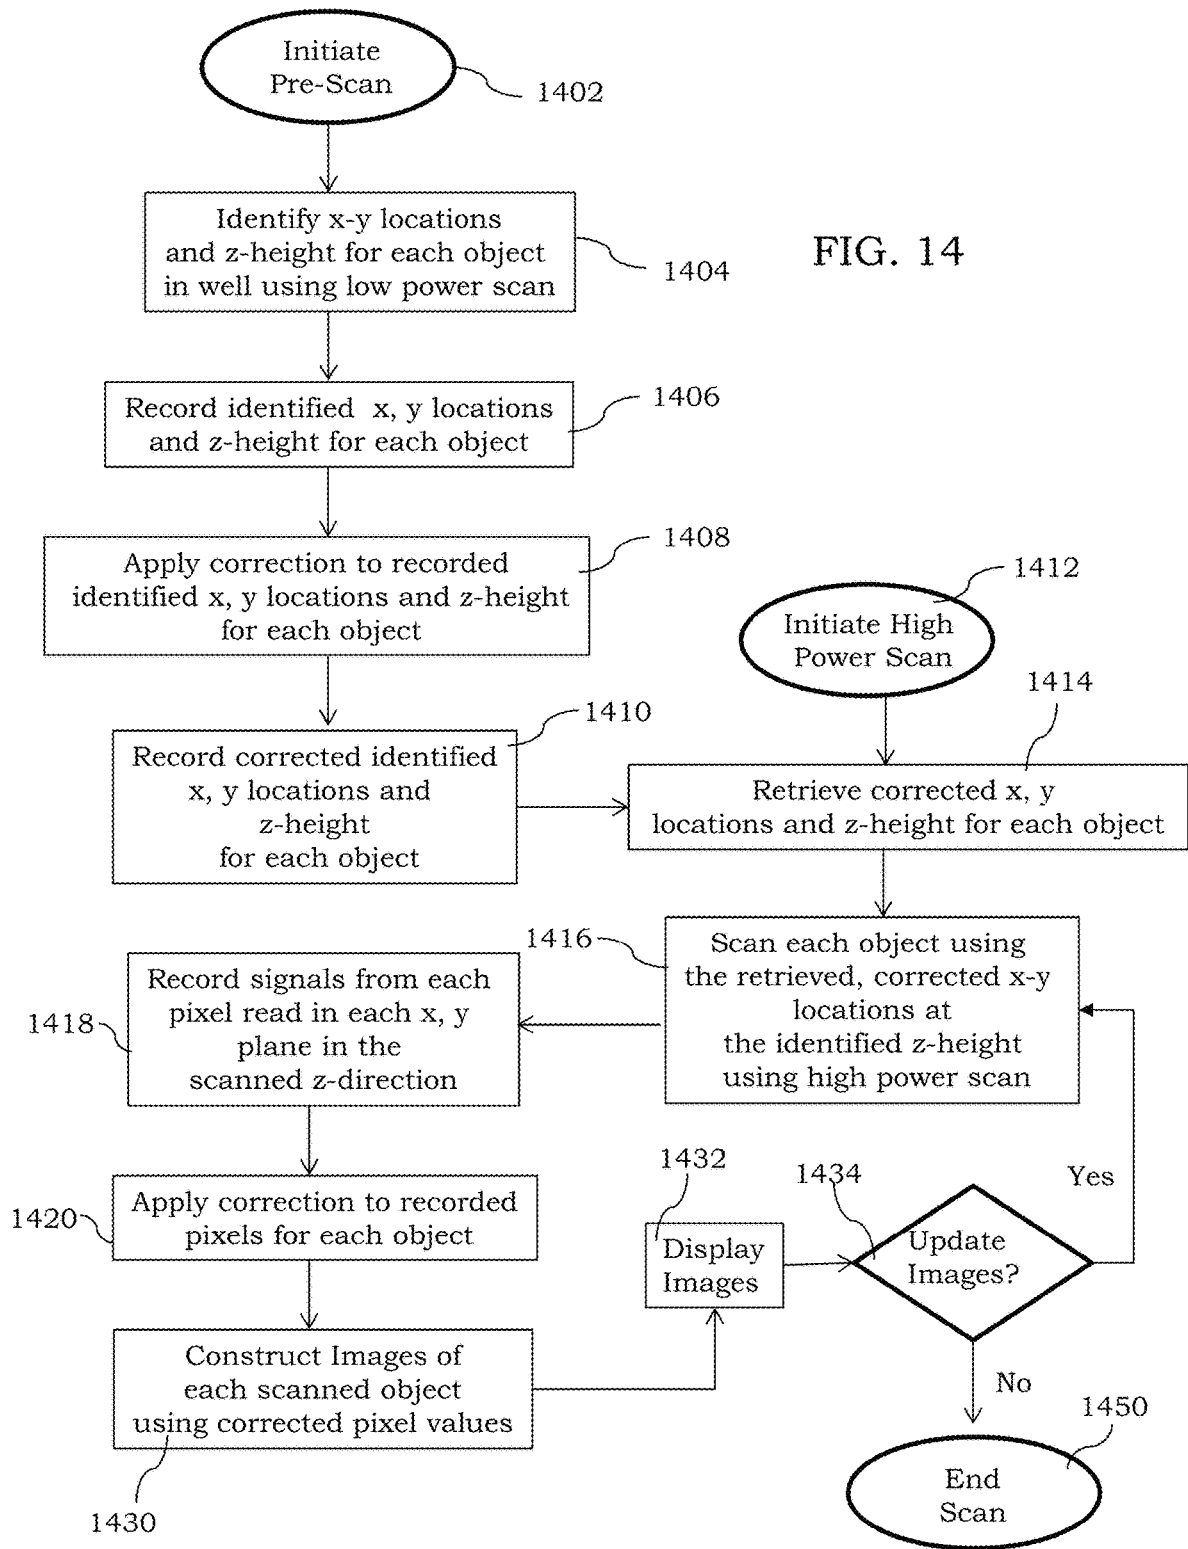 Initiate
Pre-Scan
1402
Identify x-y locations
and z-height for each object
in well using low power scan
1404
FIG. 14
Record identified x, y locations
and z-height for each object
1406
Apply correction to recorded
identified x, y locations and z-height
for each object
1408
Record corrected identified
x, y locations and
z-height
for each object
1410
1412
Initiate High
Power Scan
1414
Retrieve corrected x, y
locations and z-height for each object
1416
Scan each object using
the retrieved, corrected x-y
locations at
the identified z-height
using high power scan
Record signals from each
pixel read in each x, y
plane in the
scanned z-direction
1418
Apply correction to recorded
pixels for each object
1420
Construct Images of
each scanned object
using corrected pixel values
1430
1432
Display
Images
1434
Update
Images?
Yes
No
1450
End
Scan